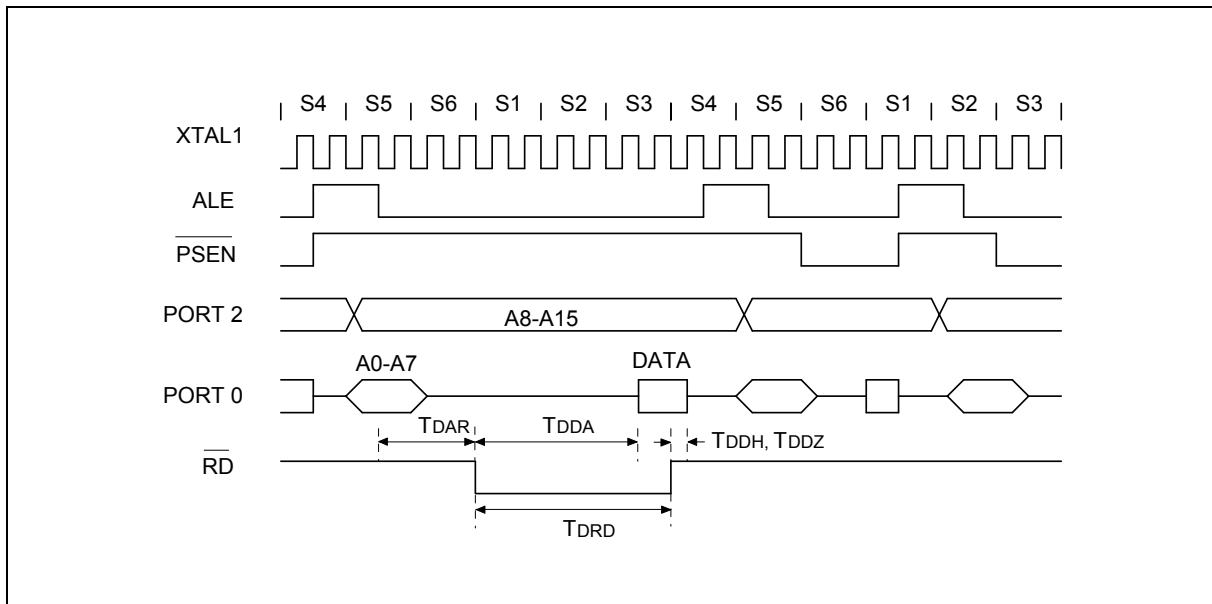 S4 S5 S6 S1 S2 S3 S4 S5 S6 S1 S2 S3
XTAL1
ALE
PSEN
PORT 2
A8-A15
A0-A7
DATA
PORT 0
TDAR
TDDA
TDDH, TDDZ
RD
TDRD